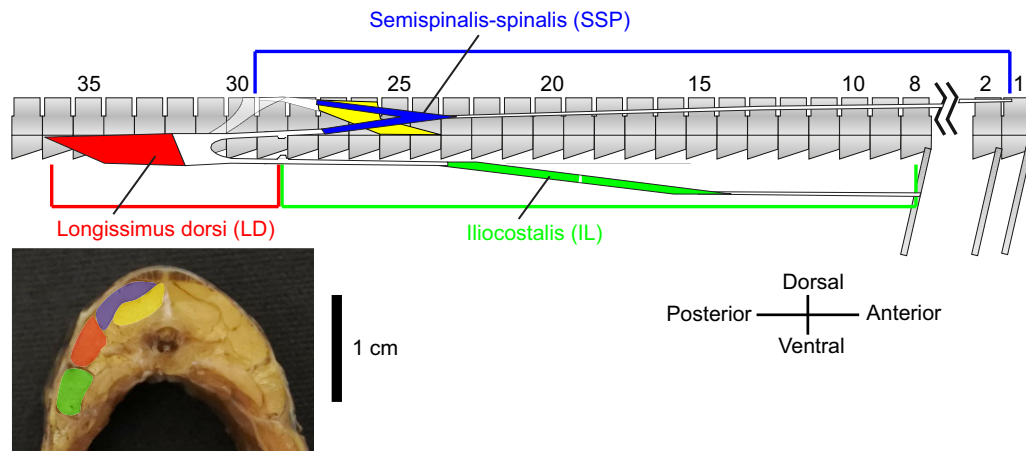 Semispinalis-spinalis (SSP)
35 30 25 20 15 10 8 2 1
Longissimus dorsi (LD)
Iliocostalis (IL)
1 cm
Dorsal
Posterior Anterior
Ventral